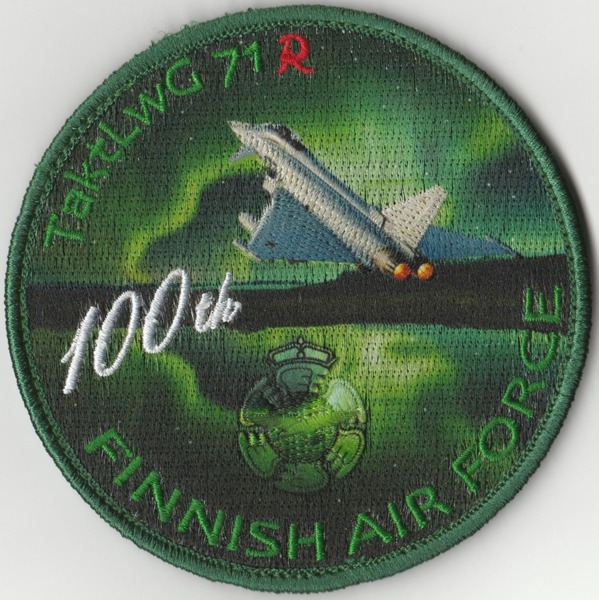 TaktLwG 71 R
100th
FINNISH AIR FORCE